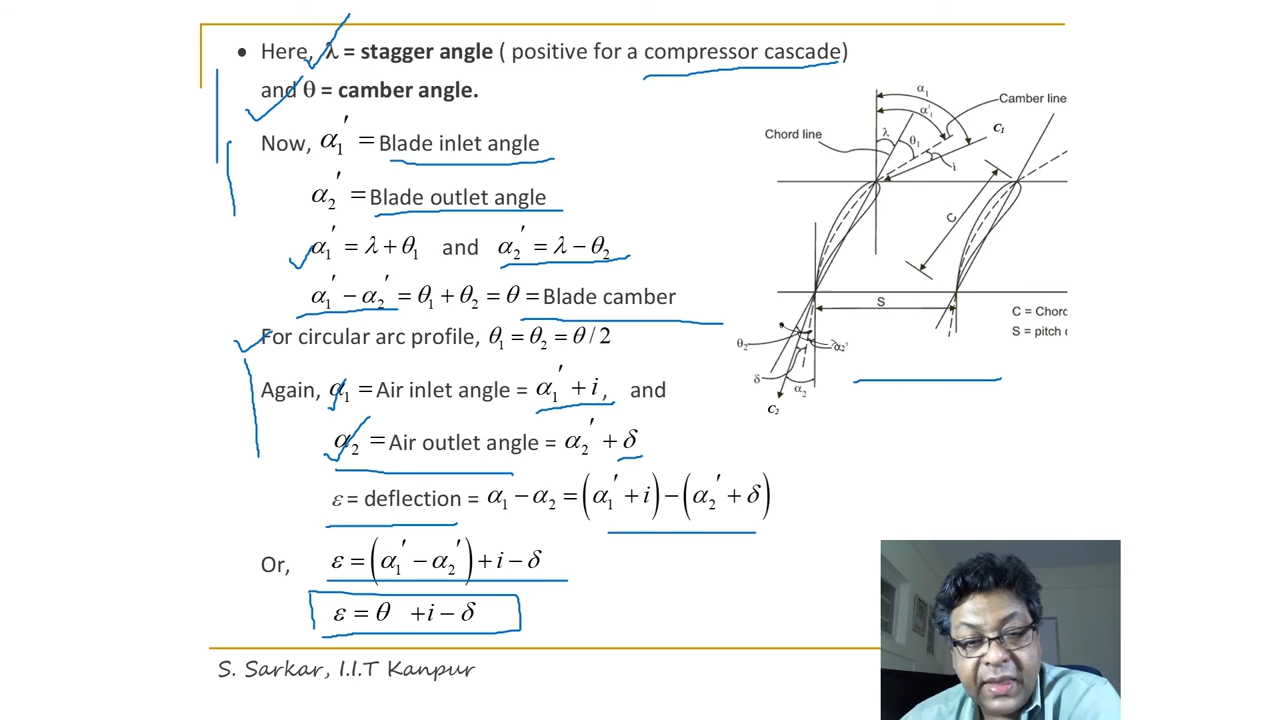 • Here, λ = stagger angle ( positive for a compressor cascade)
and θ = camber angle.
Now, α₁′ = Blade inlet angle
α₂′ = Blade outlet angle
α₁′ = λ + θ₁ and α₂′ = λ − θ₂
α₁′ − α₂′ = θ₁ + θ₂ = θ = Blade camber
For circular arc profile, θ₁ = θ₂ = θ / 2
Again, α₁ = Air inlet angle = α₁′ + i, and
α₂ = Air outlet angle = α₂′ + δ
ε = deflection = α₁ − α₂ = (α₁′ + i) − (α₂′ + δ)
Or, ε = (α₁′ − α₂′) + i − δ
ε = θ + i − δ
S. Sarkar, I.I.T Kanpur
α₁
Camber line
α₁′
C₁
Chord line
λ
θ₁
i
C
S
C = Chord
S = pitch
θ₂
α₂′
δ
α₂
C₂